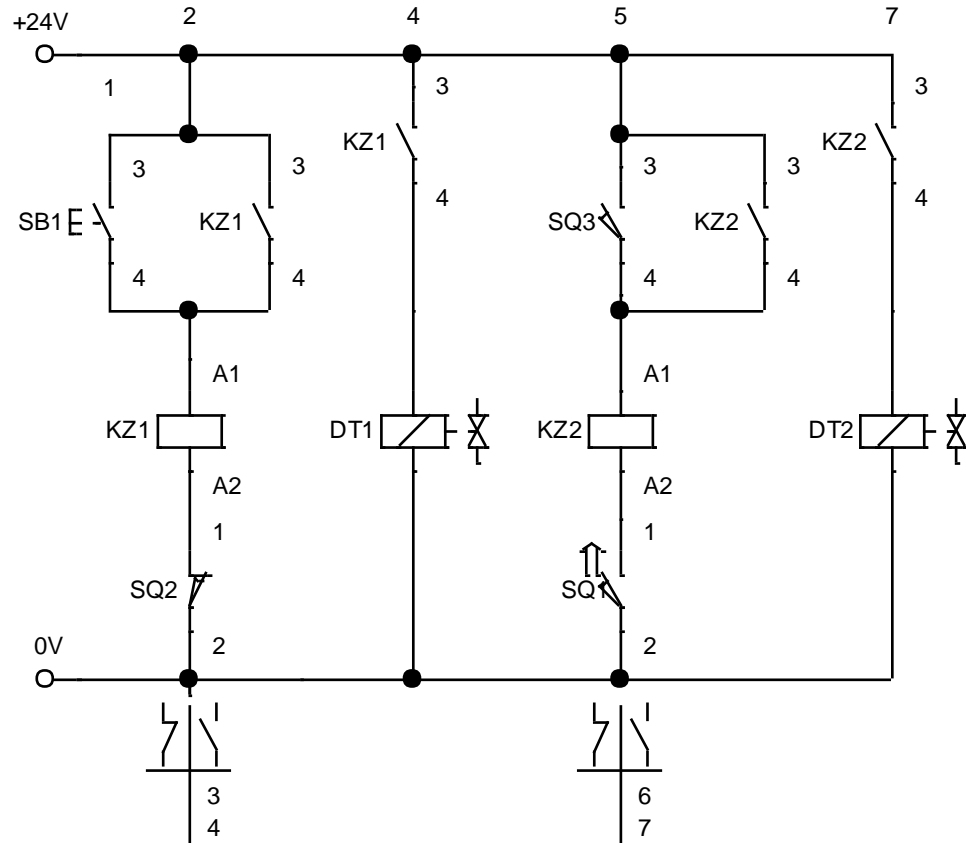 +24V 2 4 5 7
1 3 3
KZ1 KZ2
3 3 3 3
4 4
SB1 KZ1 SQ3 KZ2
4 4 4 4
A1 A1
KZ1 DT1 KZ2 DT2
A2 A2
1 1
SQ2 SQ1
0V 2 2
3 6
4 7